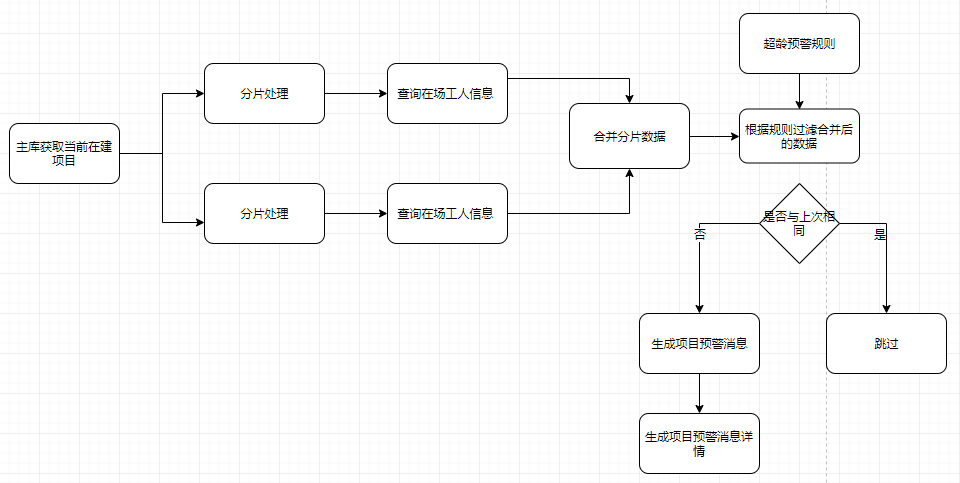 超龄预警规则
分片处理
查询在场工人信息
主库获取当前在建
项目
合并分片数据
根据规则过滤合并后
的数据
分片处理
查询在场工人信息
是否与上次相
同
否
是
生成项目预警消息
跳过
生成项目预警消息详
情